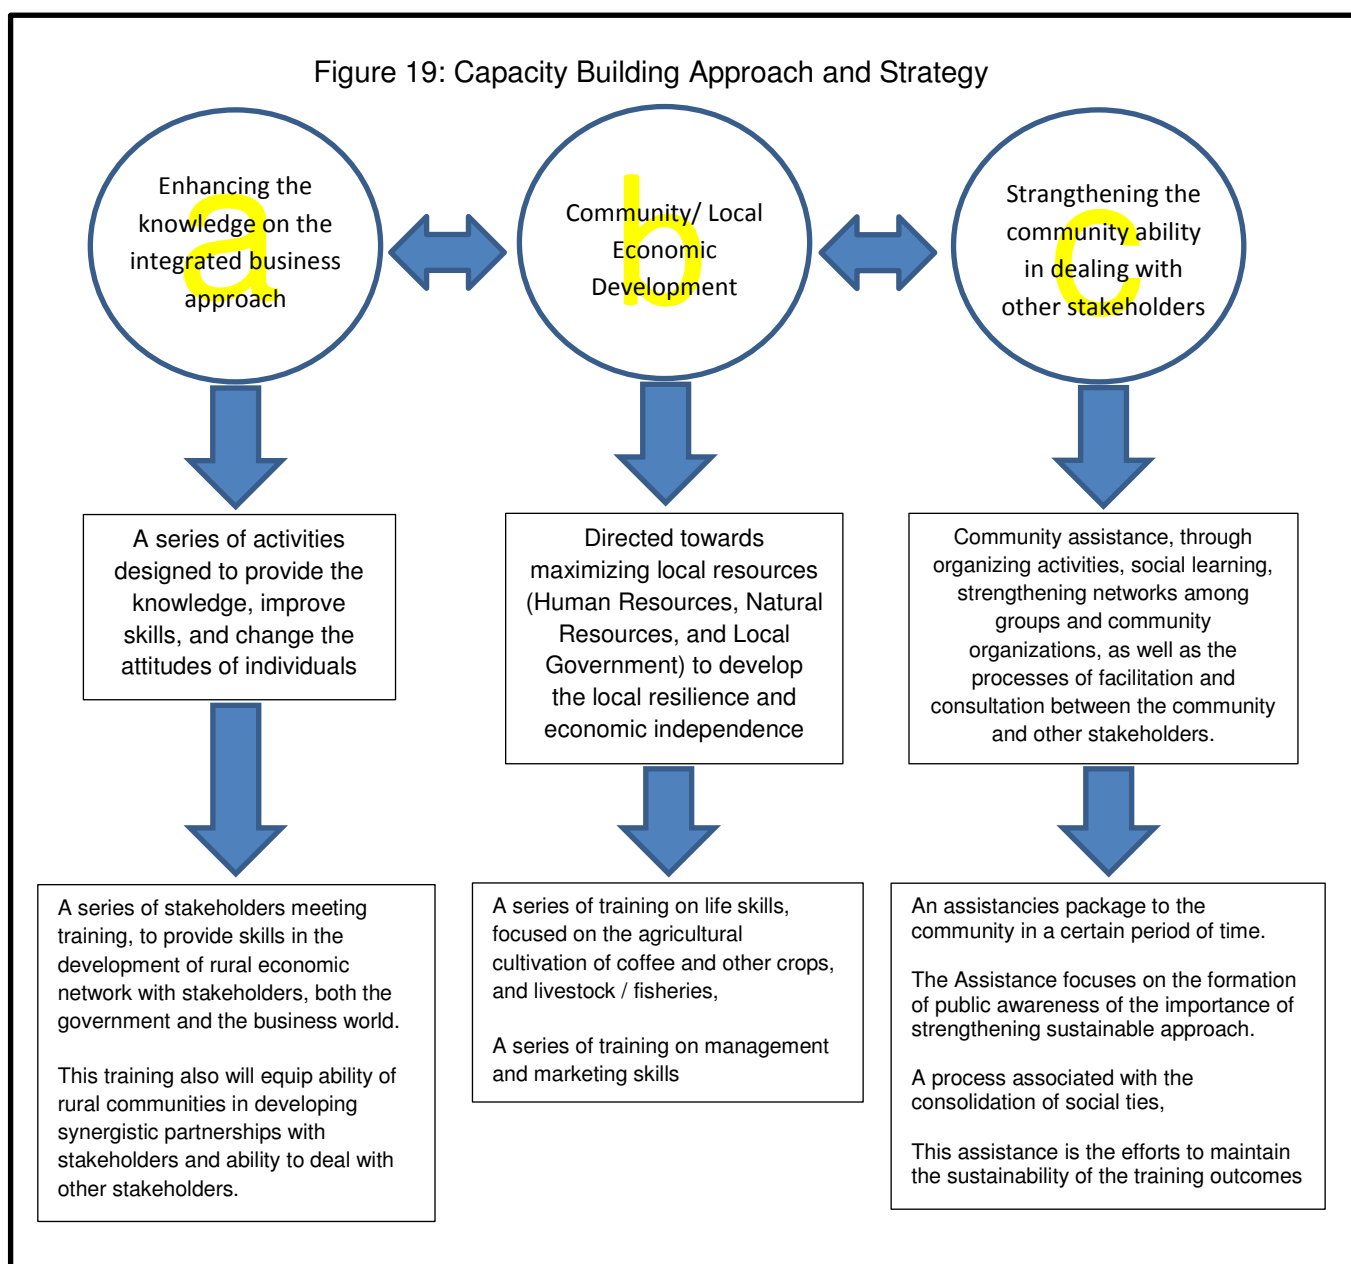 Figure 19: Capacity Building Approach and Strategy
a
Enhancing the
knowledge on the
integrated business
approach
b
Community/ Local
Economic
Development
c
Strangthening the
community ability
in dealing with
other stakeholders
A series of activities
designed to provide the
knowledge, improve
skills, and change the
attitudes of individuals
Directed towards
maximizing local resources
(Human Resources, Natural
Resources, and Local
Government) to develop
the local resilience and
economic independence
Community assistance, through
organizing activities, social learning,
strengthening networks among
groups and community
organizations, as well as the
processes of facilitation and
consultation between the community
and other stakeholders.
A series of stakeholders meeting
training, to provide skills in the
development of rural economic
network with stakeholders, both the
government and the business world.
This training also will equip ability of
rural communities in developing
synergistic partnerships with
stakeholders and ability to deal with
other stakeholders.
A series of training on life skills,
focused on the agricultural
cultivation of coffee and other crops,
and livestock / fisheries,
A series of training on management
and marketing skills
An assistancies package to the
community in a certain period of time.
The Assistance focuses on the formation
of public awareness of the importance of
strengthening sustainable approach.
A process associated with the
consolidation of social ties,
This assistance is the efforts to maintain
the sustainability of the training outcomes